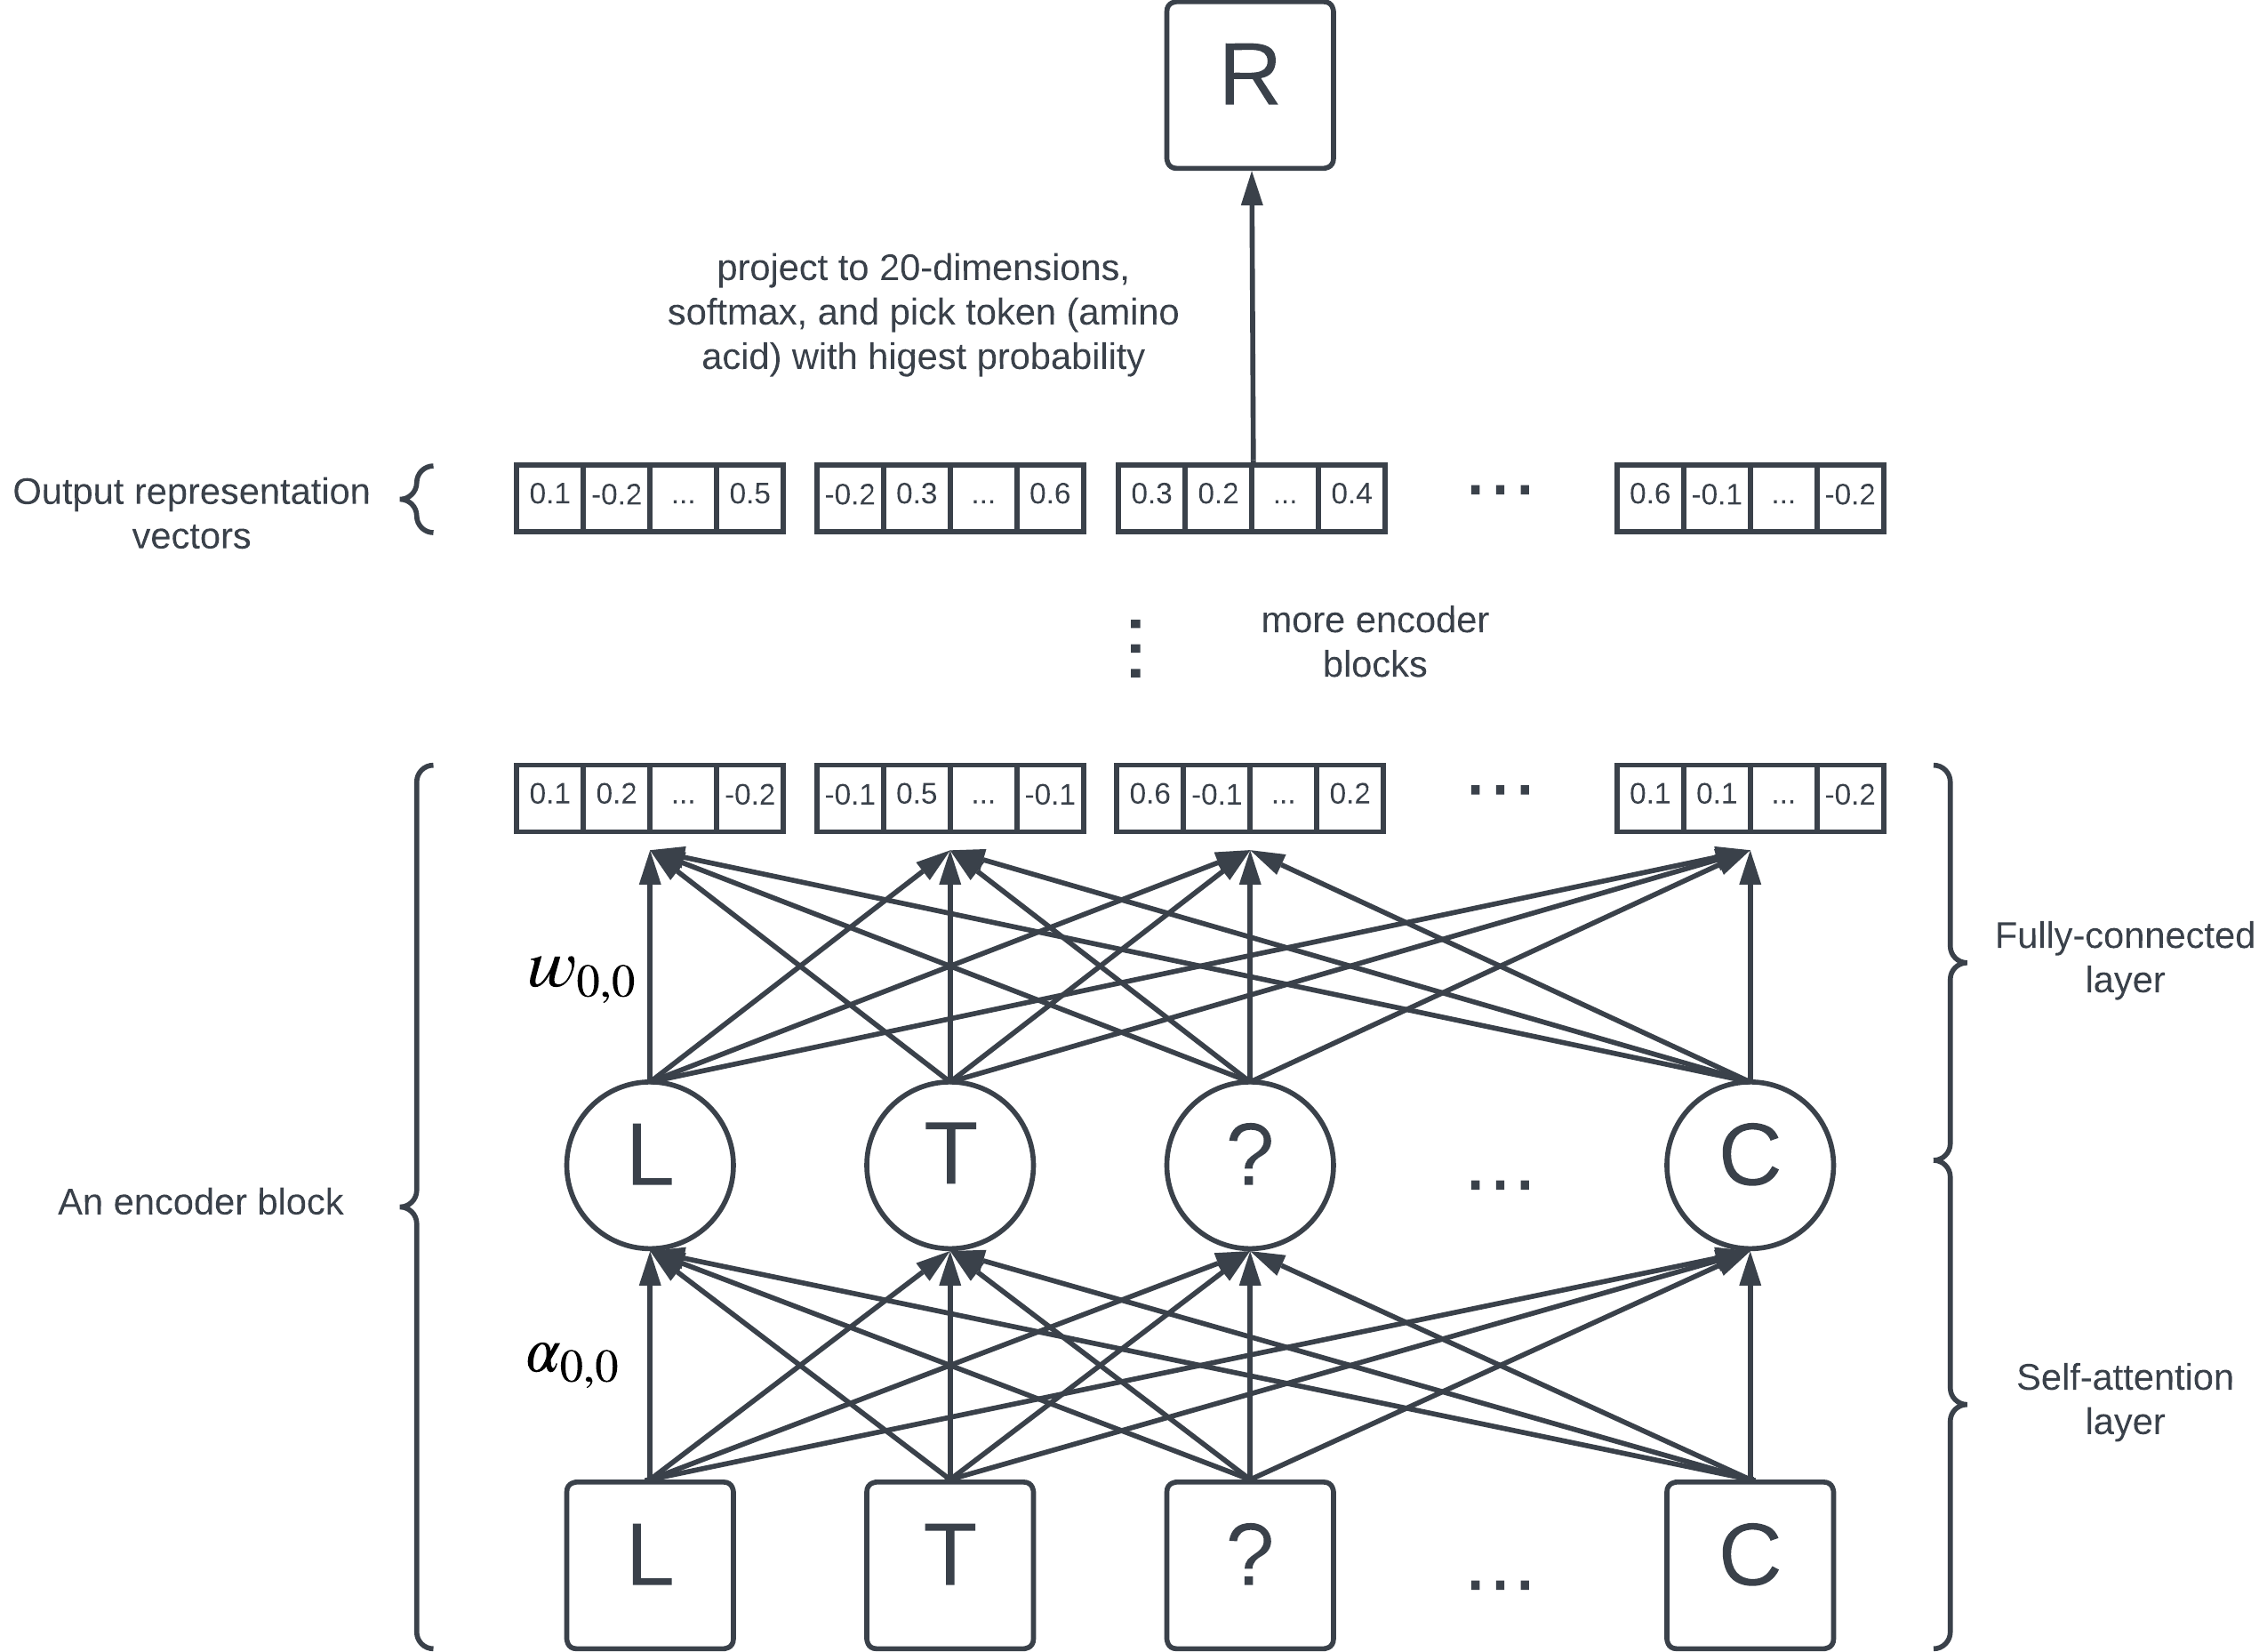 R
project to 20-dimensions,
softmax, and pick token (amino
acid) with higest probability
Output representation
vectors
0.1 -0.2 ... 0.5 -0.2 0.3 ... 0.6 0.3 0.2 ... 0.4 ... 0.6 -0.1 ... -0.2
more encoder
blocks
0.1 0.2 ... -0.2 -0.1 0.5 ... -0.1 0.6 -0.1 ... 0.2 ... 0.1 0.1 ... -0.2
Fully-connected
layer
w0,0
L T ? ... C
An encoder block
α0,0
Self-attention
layer
L T ? ... C